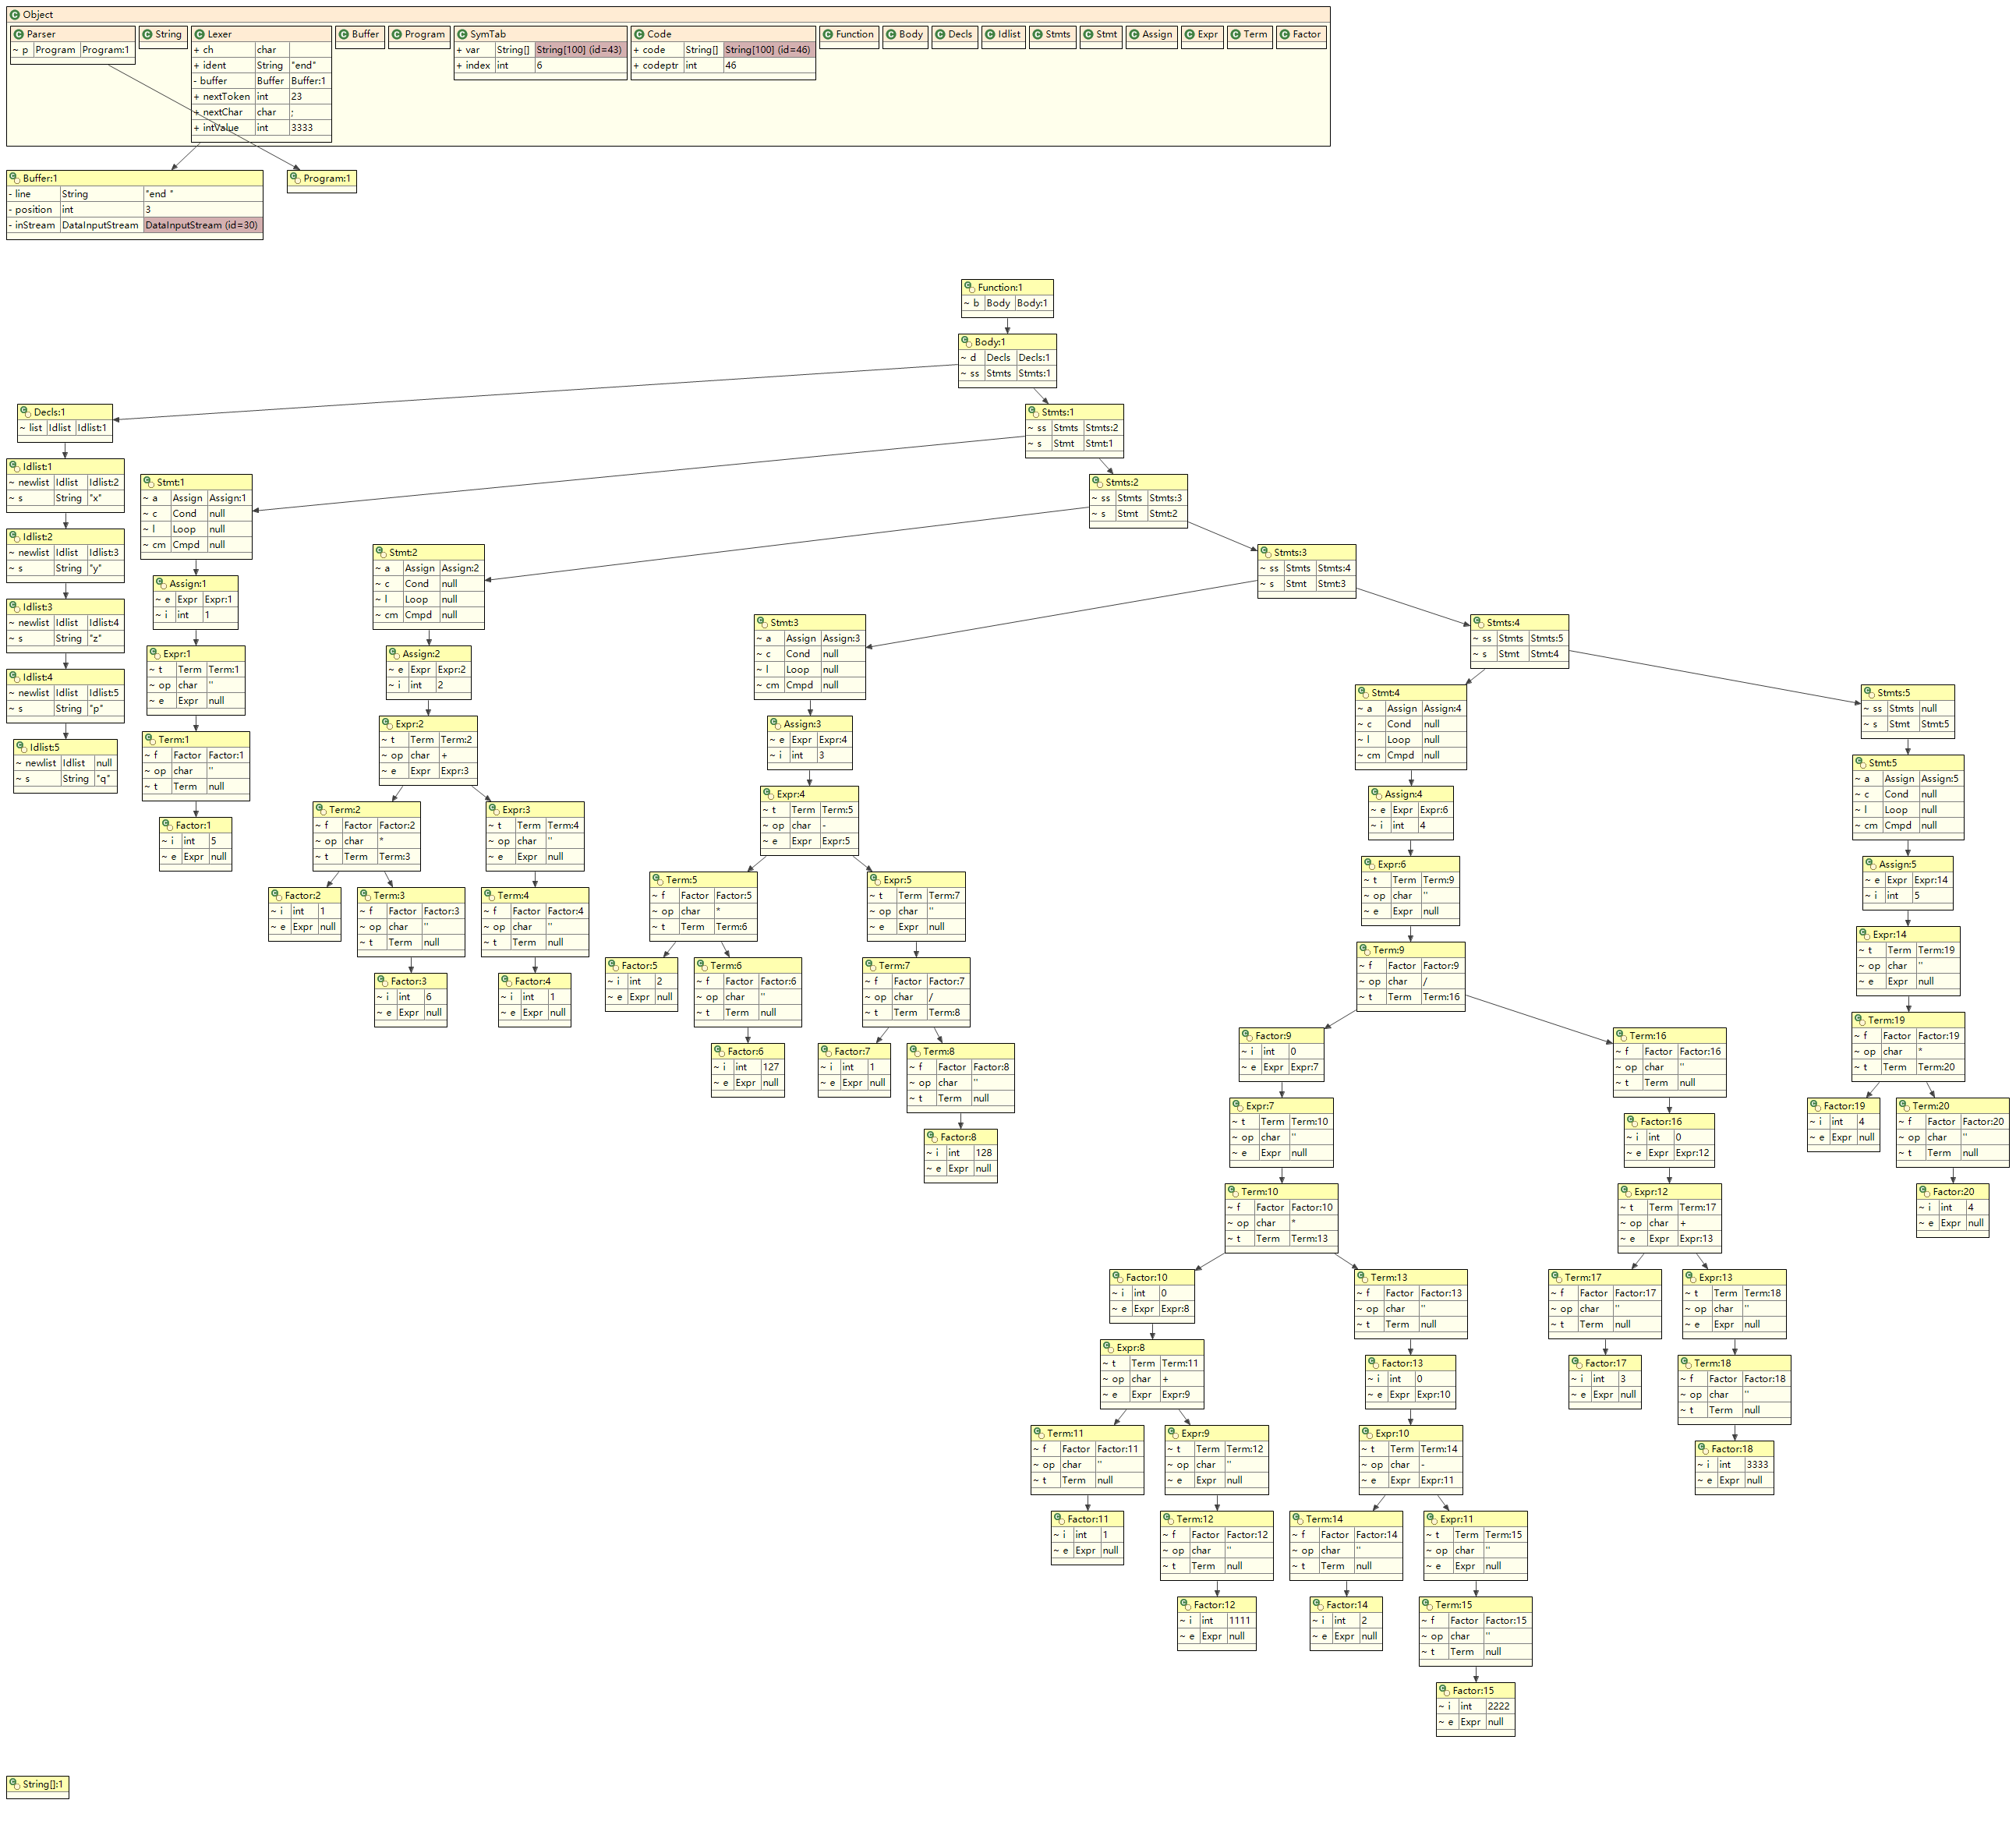 Object
Parser
~ p Program Program:1
String
Lexer
+ ch char
+ ident String "end"
- buffer Buffer Buffer:1
+ nextToken int 23
+ nextChar char ;
+ intValue int 3333
Buffer
Program
SymTab
+ var String[] String[100] (id=43)
+ index int 6
Code
+ code String[] String[100] (id=46)
+ codeptr int 46
Function
Body
Decls
Idlist
Stmts
Stmt
Assign
Expr
Term
Factor
Buffer:1
- line String "end "
- position int 3
- inStream DataInputStream DataInputStream (id=30)
Program:1
Function:1
~ b Body Body:1
Body:1
~ d Decls Decls:1
~ ss Stmts Stmts:1
Decls:1
~ list Idlist Idlist:1
Idlist:1
~ newlist Idlist Idlist:2
~ s String "x"
Idlist:2
~ newlist Idlist Idlist:3
~ s String "y"
Idlist:3
~ newlist Idlist Idlist:4
~ s String "z"
Idlist:4
~ newlist Idlist Idlist:5
~ s String "p"
Idlist:5
~ newlist Idlist null
~ s String "q"
Stmts:1
~ ss Stmts Stmts:2
~ s Stmt Stmt:1
Stmt:1
~ a Assign Assign:1
~ c Cond null
~ l Loop null
~ cm Cmpd null
Assign:1
~ e Expr Expr:1
~ i int 1
Expr:1
~ t Term Term:1
~ op char ''
~ e Expr null
Term:1
~ f Factor Factor:1
~ op char ''
~ t Term null
Factor:1
~ i int 5
~ e Expr null
Stmts:2
~ ss Stmts Stmts:3
~ s Stmt Stmt:2
Stmt:2
~ a Assign Assign:2
~ c Cond null
~ l Loop null
~ cm Cmpd null
Assign:2
~ e Expr Expr:2
~ i int 2
Expr:2
~ t Term Term:2
~ op char +
~ e Expr Expr:3
Term:2
~ f Factor Factor:2
~ op char *
~ t Term Term:3
Factor:2
~ i int 1
~ e Expr null
Term:3
~ f Factor Factor:3
~ op char ''
~ t Term null
Factor:3
~ i int 6
~ e Expr null
Expr:3
~ t Term Term:4
~ op char ''
~ e Expr null
Term:4
~ f Factor Factor:4
~ op char ''
~ t Term null
Factor:4
~ i int 1
~ e Expr null
Stmts:3
~ ss Stmts Stmts:4
~ s Stmt Stmt:3
Stmt:3
~ a Assign Assign:3
~ c Cond null
~ l Loop null
~ cm Cmpd null
Assign:3
~ e Expr Expr:4
~ i int 3
Expr:4
~ t Term Term:5
~ op char -
~ e Expr Expr:5
Term:5
~ f Factor Factor:5
~ op char *
~ t Term Term:6
Factor:5
~ i int 2
~ e Expr null
Term:6
~ f Factor Factor:6
~ op char ''
~ t Term null
Factor:6
~ i int 127
~ e Expr null
Expr:5
~ t Term Term:7
~ op char ''
~ e Expr null
Term:7
~ f Factor Factor:7
~ op char /
~ t Term Term:8
Factor:7
~ i int 1
~ e Expr null
Term:8
~ f Factor Factor:8
~ op char ''
~ t Term null
Factor:8
~ i int 128
~ e Expr null
Stmts:4
~ ss Stmts Stmts:5
~ s Stmt Stmt:4
Stmt:4
~ a Assign Assign:4
~ c Cond null
~ l Loop null
~ cm Cmpd null
Assign:4
~ e Expr Expr:6
~ i int 4
Expr:6
~ t Term Term:9
~ op char ''
~ e Expr null
Term:9
~ f Factor Factor:9
~ op char /
~ t Term Term:16
Factor:9
~ i int 0
~ e Expr Expr:7
Expr:7
~ t Term Term:10
~ op char ''
~ e Expr null
Term:10
~ f Factor Factor:10
~ op char *
~ t Term Term:13
Factor:10
~ i int 0
~ e Expr Expr:8
Expr:8
~ t Term Term:11
~ op char +
~ e Expr Expr:9
Term:11
~ f Factor Factor:11
~ op char ''
~ t Term null
Factor:11
~ i int 1
~ e Expr null
Expr:9
~ t Term Term:12
~ op char ''
~ e Expr null
Term:12
~ f Factor Factor:12
~ op char ''
~ t Term null
Factor:12
~ i int 1111
~ e Expr null
Term:13
~ f Factor Factor:13
~ op char ''
~ t Term null
Factor:13
~ i int 0
~ e Expr Expr:10
Expr:10
~ t Term Term:14
~ op char -
~ e Expr Expr:11
Term:14
~ f Factor Factor:14
~ op char ''
~ t Term null
Factor:14
~ i int 2
~ e Expr null
Expr:11
~ t Term Term:15
~ op char ''
~ e Expr null
Term:15
~ f Factor Factor:15
~ op char ''
~ t Term null
Factor:15
~ i int 2222
~ e Expr null
Term:16
~ f Factor Factor:16
~ op char ''
~ t Term null
Factor:16
~ i int 0
~ e Expr Expr:12
Expr:12
~ t Term Term:17
~ op char +
~ e Expr Expr:13
Term:17
~ f Factor Factor:17
~ op char ''
~ t Term null
Factor:17
~ i int 3
~ e Expr null
Expr:13
~ t Term Term:18
~ op char ''
~ e Expr null
Term:18
~ f Factor Factor:18
~ op char ''
~ t Term null
Factor:18
~ i int 3333
~ e Expr null
Stmts:5
~ ss Stmts null
~ s Stmt Stmt:5
Stmt:5
~ a Assign Assign:5
~ c Cond null
~ l Loop null
~ cm Cmpd null
Assign:5
~ e Expr Expr:14
~ i int 5
Expr:14
~ t Term Term:19
~ op char ''
~ e Expr null
Term:19
~ f Factor Factor:19
~ op char *
~ t Term Term:20
Factor:19
~ i int 4
~ e Expr null
Term:20
~ f Factor Factor:20
~ op char ''
~ t Term null
Factor:20
~ i int 4
~ e Expr null
String[]:1